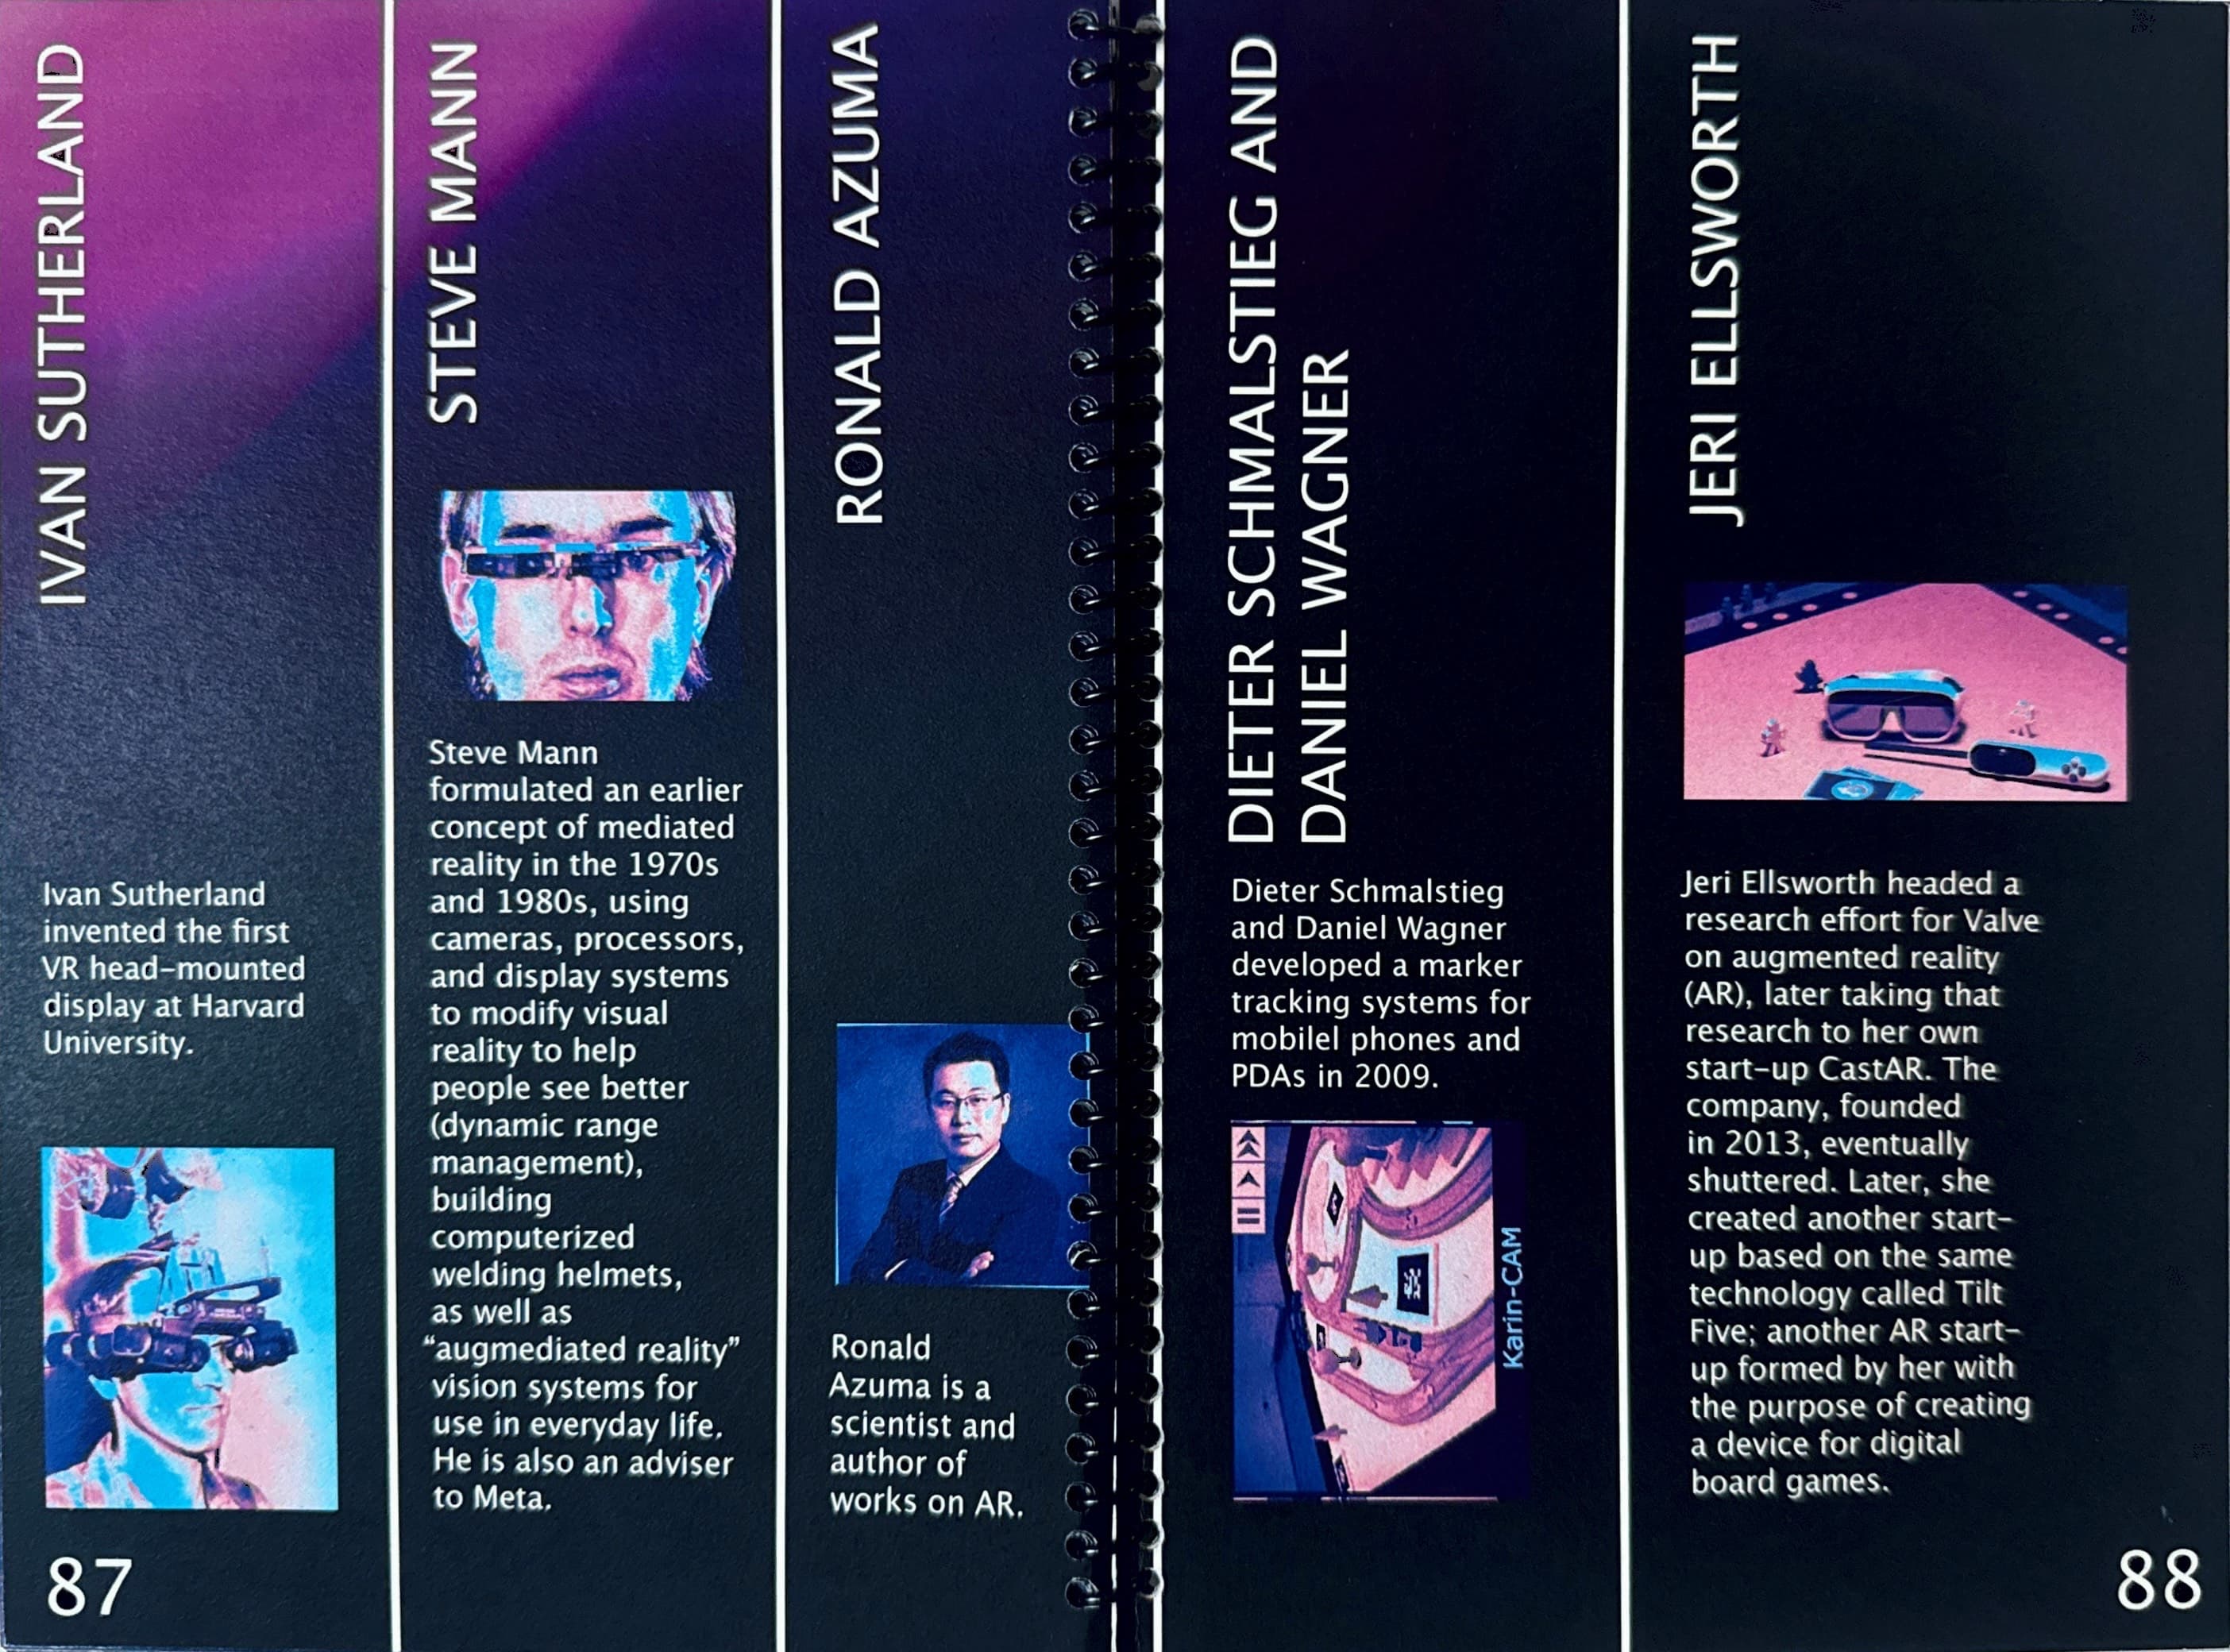 IVAN SUTHERLAND
Ivan Sutherland
invented the first
VR head-mounted
display at Harvard
University.
87
STEVE MANN
Steve Mann
formulated an earlier
concept of mediated
reality in the 1970s
and 1980s, using
cameras, processors,
and display systems
to modify visual
reality to help
people see better
(dynamic range
management),
building
computerized
welding helmets,
as well as
“augmediated reality”
vision systems for
use in everyday life.
He is also an adviser
to Meta.
RONALD AZUMA
Ronald
Azuma is a
scientist and
author of
works on AR.
DIETER SCHMALSTIEG AND
DANIEL WAGNER
Dieter Schmalstieg
and Daniel Wagner
developed a marker
tracking systems for
mobilel phones and
PDAs in 2009.
Karin-CAM
JERI ELLSWORTH
Jeri Ellsworth headed a
research effort for Valve
on augmented reality
(AR), later taking that
research to her own
start-up CastAR. The
company, founded
in 2013, eventually
shuttered. Later, she
created another start-
up based on the same
technology called Tilt
Five; another AR start-
up formed by her with
the purpose of creating
a device for digital
board games.
88